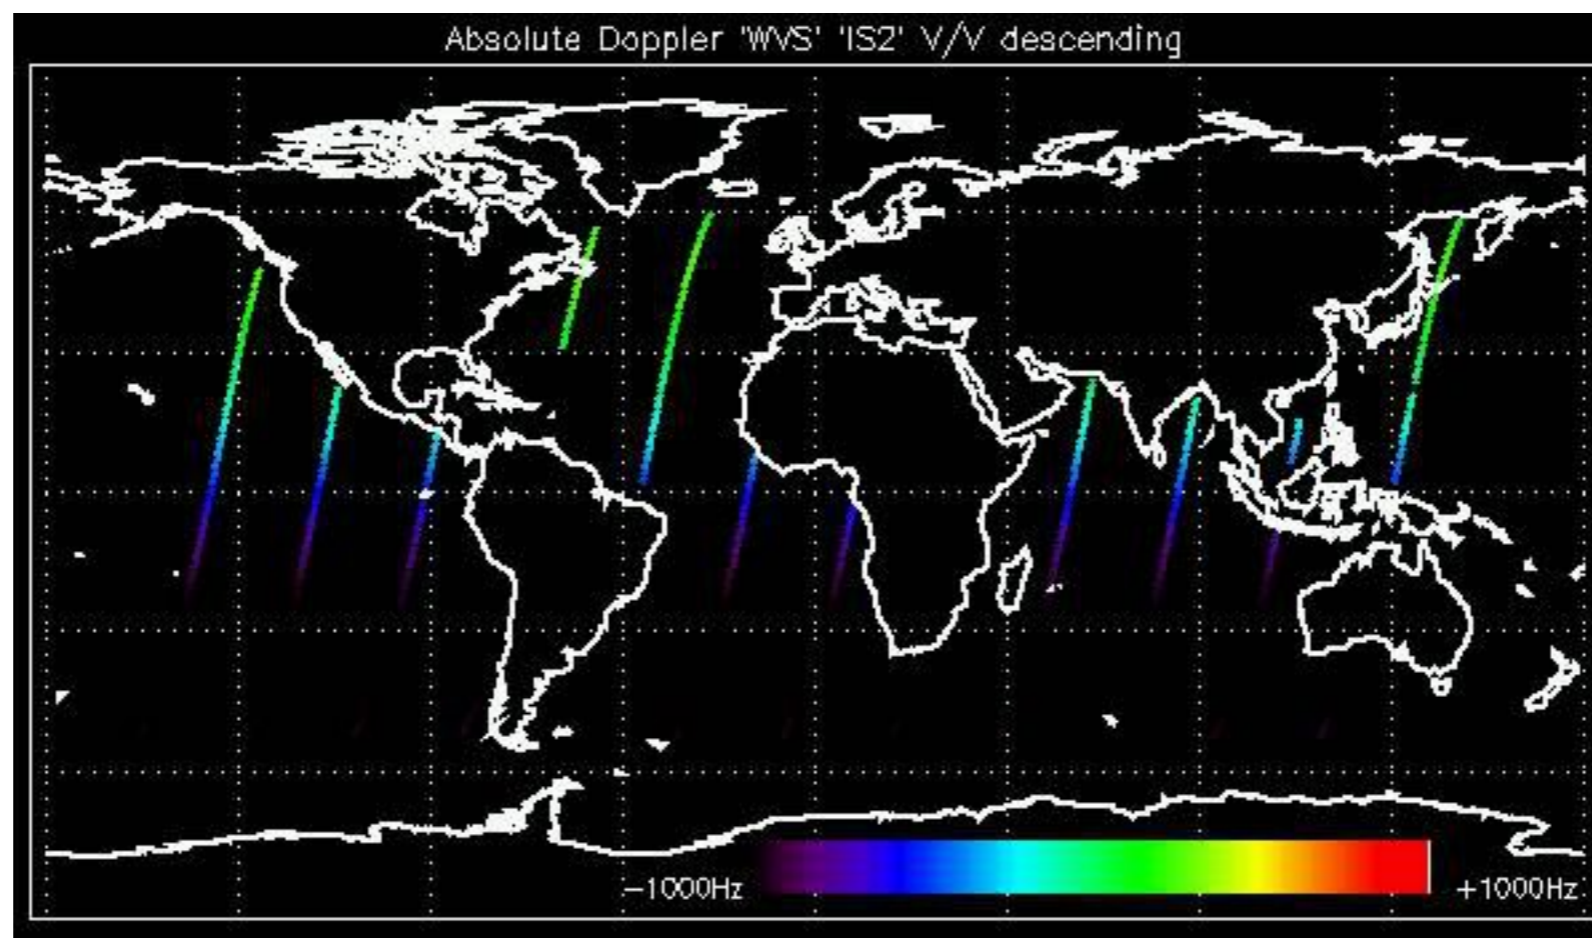 Absolute Doppler 'WVS' 'IS2' V/V descending
−1000Hz +1000Hz